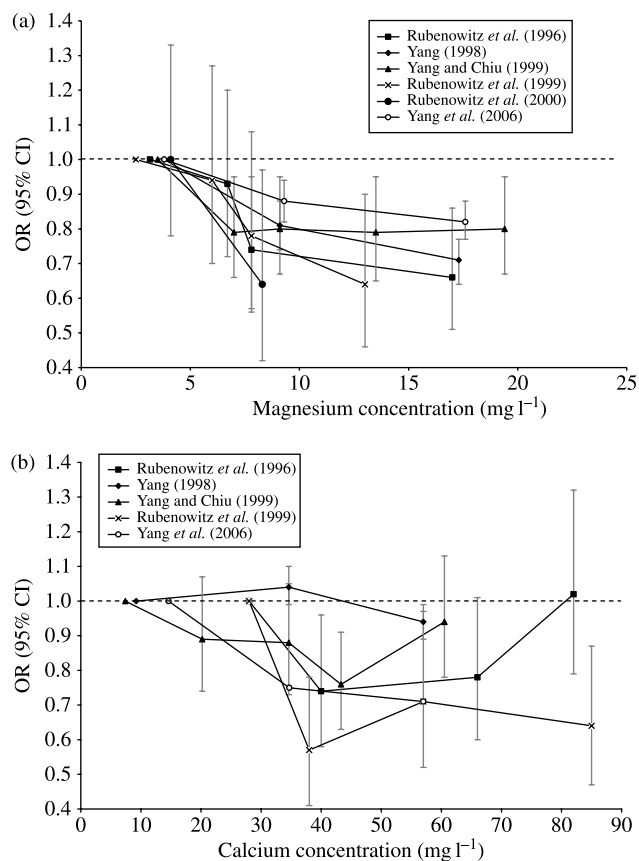 (a)
1.4
1.3
1.2
1.1
1.0
0.9
0.8
0.7
0.6
0.5
0.4
OR (95% CI)
Rubenowitz et al. (1996)
Yang (1998)
Yang and Chiu (1999)
Rubenowitz et al. (1999)
Rubenowitz et al. (2000)
Yang et al. (2006)
0 5 10 15 20 25
Magnesium concentration (mg l⁻¹)
(b)
1.4
1.3
1.2
1.1
1.0
0.9
0.8
0.7
0.6
0.5
0.4
OR (95% CI)
Rubenowitz et al. (1996)
Yang (1998)
Yang and Chiu (1999)
Rubenowitz et al. (1999)
Yang et al. (2006)
0 10 20 30 40 50 60 70 80 90
Calcium concentration (mg l⁻¹)